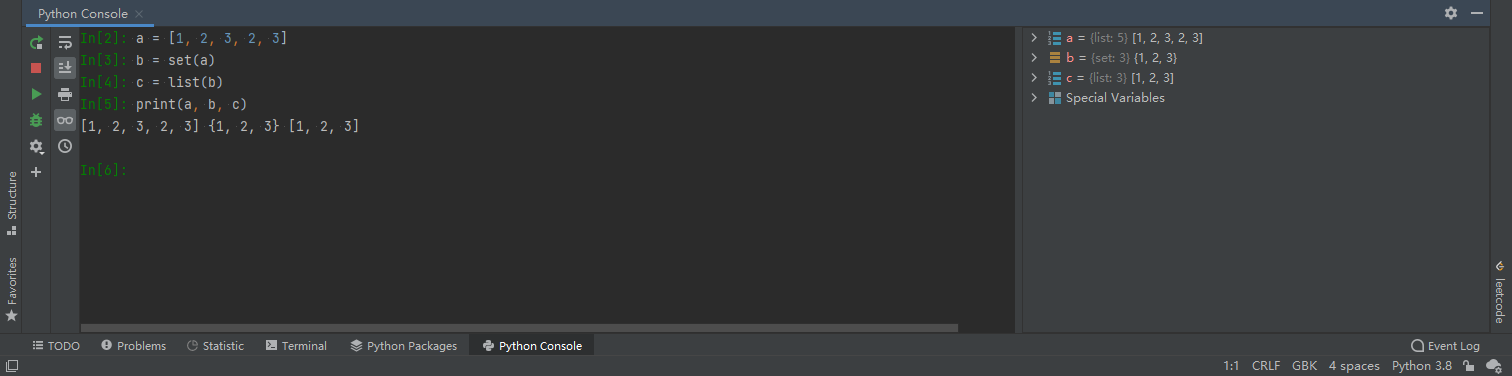 Python Console
In[2]: a = [1, 2, 3, 2, 3]
In[3]: b = set(a)
In[4]: c = list(b)
In[5]: print(a, b, c)
[1, 2, 3, 2, 3] {1, 2, 3} [1, 2, 3]
In[6]:
a = {list: 5} [1, 2, 3, 2, 3]
b = {set: 3} {1, 2, 3}
c = {list: 3} [1, 2, 3]
Special Variables
Structure
Favorites
leetcode
TODO
Problems
Statistic
Terminal
Python Packages
Python Console
Event Log
1:1 CRLF GBK 4 spaces Python 3.8